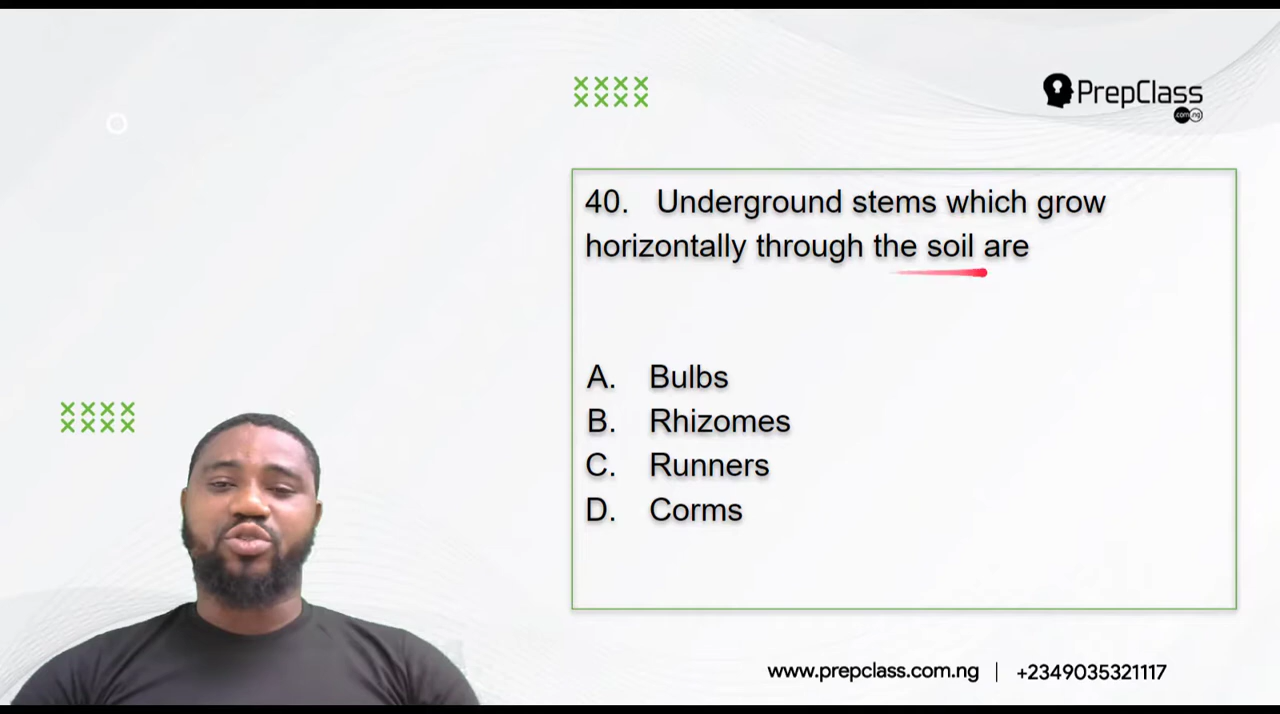 PrepClass
com.ng
40. Underground stems which grow
horizontally through the soil are
A. Bulbs
B. Rhizomes
C. Runners
D. Corms
www.prepclass.com.ng | +2349035321117